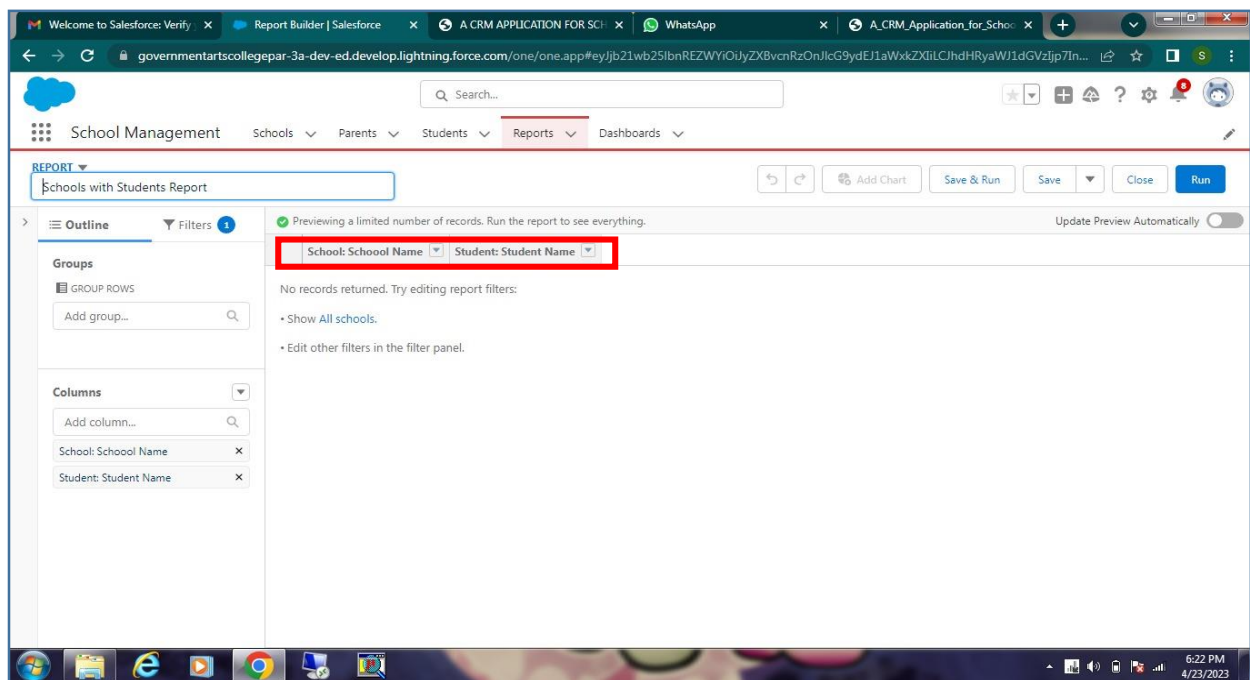 Welcome to Salesforce: Verify
Report Builder | Salesforce
A CRM APPLICATION FOR SCH
WhatsApp
A_CRM_Application_for_Schoo
governmentartscollegepar-3a-dev-ed.develop.lightning.force.com/one/one.app#eyJjb21wb25lbnREZWYiOiJyZXBvcnRzOnJlcG9ydEJ1aWxkZXIiLCJhdHRyaWJ1dGVzIjp7In...
S
Search...
8
School Management Schools Parents Students Reports Dashboards
REPORT
Schools with Students Report
Add Chart Save & Run Save Close Run
Outline Filters 1
Previewing a limited number of records. Run the report to see everything.
Update Preview Automatically
School: Schoool Name Student: Student Name
Groups
GROUP ROWS
Add group...
No records returned. Try editing report filters:
• Show All schools.
• Edit other filters in the filter panel.
Columns
Add column...
School: Schoool Name
Student: Student Name
6:22 PM
4/23/2023